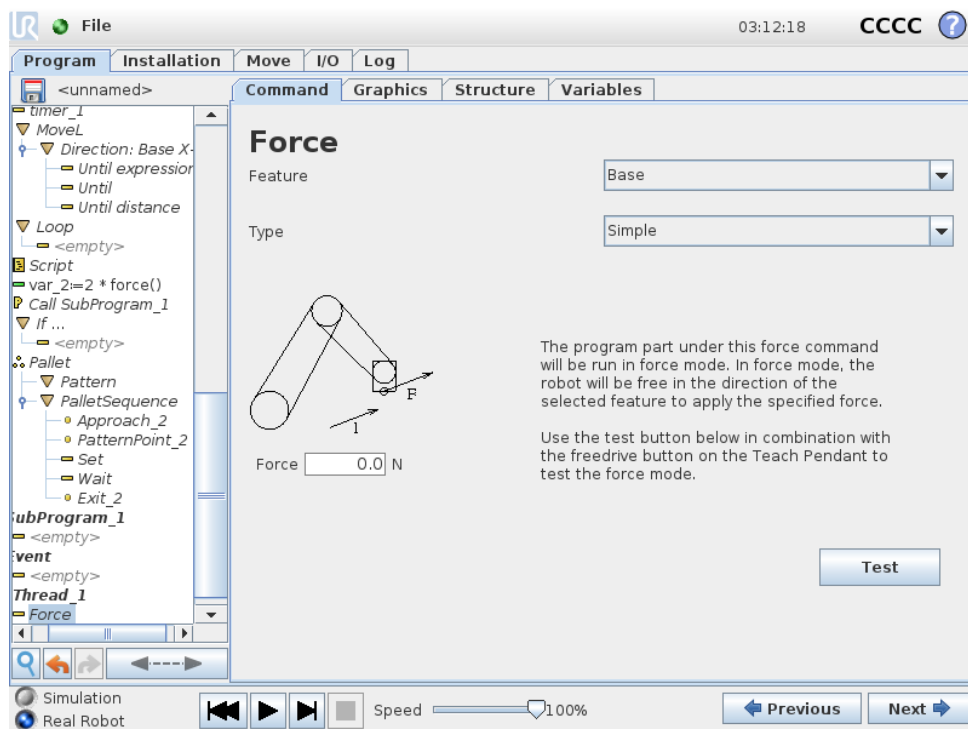 UR File 03:12:18 CCCC ?
Program Installation Move I/O Log
<unnamed> Command Graphics Structure Variables
timer_1
MoveL
Direction: Base X-
Until expression
Until
Until distance
Loop
<empty>
Script
var_2:=2 * force()
Call SubProgram_1
If ...
<empty>
Pallet
Pattern
PalletSequence
Approach_2
PatternPoint_2
Set
Wait
Exit_2
SubProgram_1
<empty>
Event
<empty>
Thread_1
Force
Force
Feature Base
Type Simple
F
1
Force 0.0 N
The program part under this force command
will be run in force mode. In force mode, the
robot will be free in the direction of the
selected feature to apply the specified force.
Use the test button below in combination with
the freedrive button on the Teach Pendant to
test the force mode.
Test
Simulation
Real Robot
Speed 100%
Previous Next